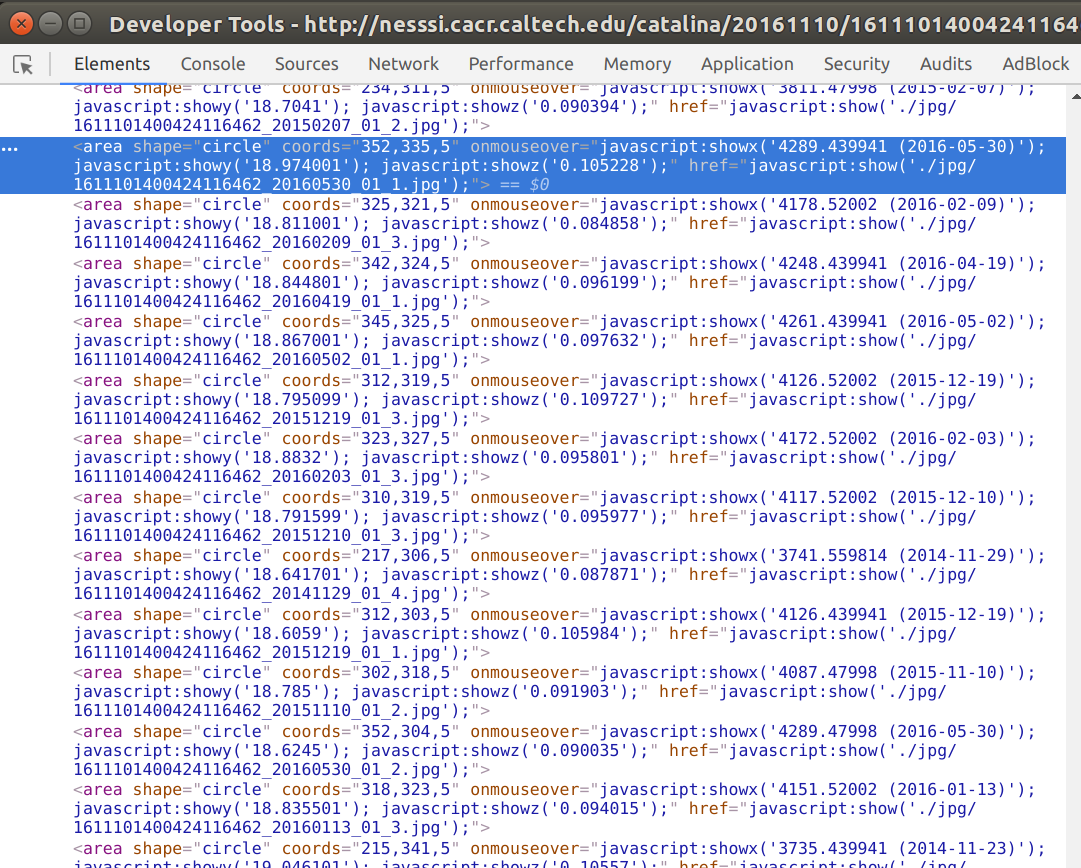 Developer Tools - http://nesssi.cacr.caltech.edu/catalina/20161110/16111014004241164
Elements Console Sources Network Performance Memory Application Security Audits AdBlock
<area shape="circle" coords="234,311,5" onmouseover="javascript:showx('3811.47998 (2015-02-07)');
javascript:showy('18.7041'); javascript:showz('0.090394');" href="javascript:show('./jpg/
1611101400424116462_20150207_01_2.jpg');">
... <area shape="circle" coords="352,335,5" onmouseover="javascript:showx('4289.439941 (2016-05-30)');
javascript:showy('18.974001'); javascript:showz('0.105228');" href="javascript:show('./jpg/
1611101400424116462_20160530_01_1.jpg');"> == $0
<area shape="circle" coords="325,321,5" onmouseover="javascript:showx('4178.52002 (2016-02-09)');
javascript:showy('18.811001'); javascript:showz('0.084858');" href="javascript:show('./jpg/
1611101400424116462_20160209_01_3.jpg');">
<area shape="circle" coords="342,324,5" onmouseover="javascript:showx('4248.439941 (2016-04-19)');
javascript:showy('18.844801'); javascript:showz('0.096199');" href="javascript:show('./jpg/
1611101400424116462_20160419_01_1.jpg');">
<area shape="circle" coords="345,325,5" onmouseover="javascript:showx('4261.439941 (2016-05-02)');
javascript:showy('18.867001'); javascript:showz('0.097632');" href="javascript:show('./jpg/
1611101400424116462_20160502_01_1.jpg');">
<area shape="circle" coords="312,319,5" onmouseover="javascript:showx('4126.52002 (2015-12-19)');
javascript:showy('18.795099'); javascript:showz('0.109727');" href="javascript:show('./jpg/
1611101400424116462_20151219_01_3.jpg');">
<area shape="circle" coords="323,327,5" onmouseover="javascript:showx('4172.52002 (2016-02-03)');
javascript:showy('18.8832'); javascript:showz('0.095801');" href="javascript:show('./jpg/
1611101400424116462_20160203_01_3.jpg');">
<area shape="circle" coords="310,319,5" onmouseover="javascript:showx('4117.52002 (2015-12-10)');
javascript:showy('18.791599'); javascript:showz('0.095977');" href="javascript:show('./jpg/
1611101400424116462_20151210_01_3.jpg');">
<area shape="circle" coords="217,306,5" onmouseover="javascript:showx('3741.559814 (2014-11-29)');
javascript:showy('18.641701'); javascript:showz('0.087871');" href="javascript:show('./jpg/
1611101400424116462_20141129_01_4.jpg');">
<area shape="circle" coords="312,303,5" onmouseover="javascript:showx('4126.439941 (2015-12-19)');
javascript:showy('18.6059'); javascript:showz('0.105984');" href="javascript:show('./jpg/
1611101400424116462_20151219_01_1.jpg');">
<area shape="circle" coords="302,318,5" onmouseover="javascript:showx('4087.47998 (2015-11-10)');
javascript:showy('18.785'); javascript:showz('0.091903');" href="javascript:show('./jpg/
1611101400424116462_20151110_01_2.jpg');">
<area shape="circle" coords="352,304,5" onmouseover="javascript:showx('4289.47998 (2016-05-30)');
javascript:showy('18.6245'); javascript:showz('0.090035');" href="javascript:show('./jpg/
1611101400424116462_20160530_01_2.jpg');">
<area shape="circle" coords="318,323,5" onmouseover="javascript:showx('4151.52002 (2016-01-13)');
javascript:showy('18.835501'); javascript:showz('0.094015');" href="javascript:show('./jpg/
1611101400424116462_20160113_01_3.jpg');">
<area shape="circle" coords="215,341,5" onmouseover="javascript:showx('3735.439941 (2014-11-23)');
javascript:showy('19.046101'); javascript:showz('0.10557');" href="javascript:show('./jpg/